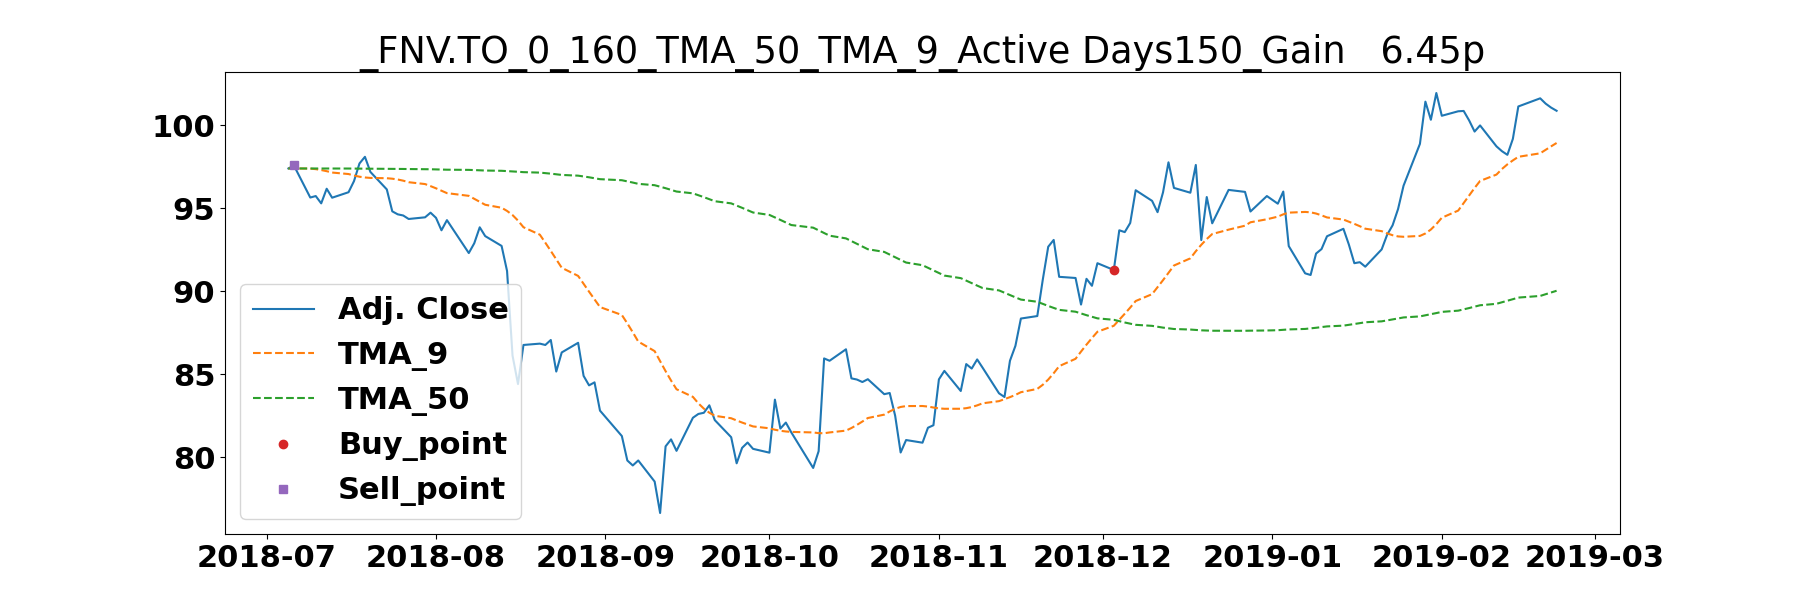 _FNV.TO_0_160_TMA_50_TMA_9_Active Days150_Gain   6.45p
100
95
90
85
80
Adj. Close
TMA_9
TMA_50
Buy_point
Sell_point
2018-07 2018-08 2018-09 2018-10 2018-11 2018-12 2019-01 2019-02 2019-03